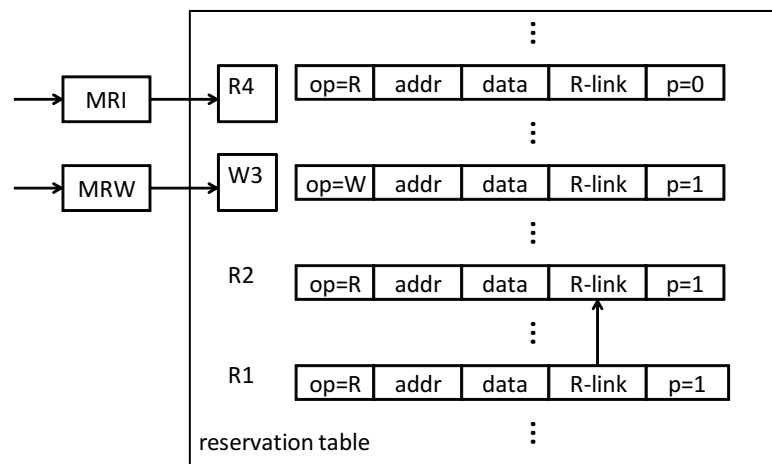 R4 op=R addr data R-link p=0
MRI
W3 op=W addr data R-link p=1
MRW
R2 op=R addr data R-link p=1
R1 op=R addr data R-link p=1
reservation table